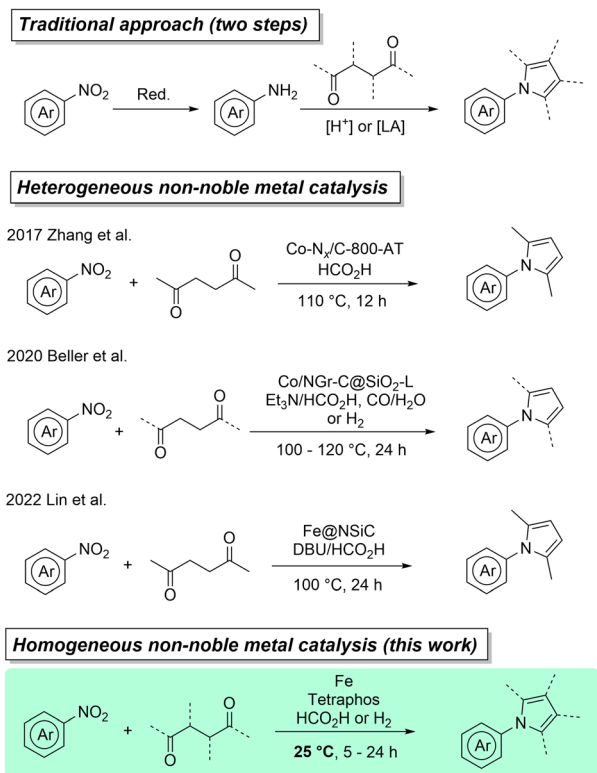 Traditional approach (two steps)
O
NO2 Red. NH2
Ar Ar O N
[H+] or [LA] Ar
Heterogeneous non-noble metal catalysis
2017 Zhang et al.
Co-Nx/C-800-AT
NO2 O HCO2H
Ar + N
O 110 °C, 12 h Ar
2020 Beller et al.
Co/NGr-C@SiO2-L
NO2 O Et3N/HCO2H, CO/H2O
Ar + or H2 N
O 100 - 120 °C, 24 h Ar
2022 Lin et al.
Fe@NSiC
NO2 O DBU/HCO2H
Ar + N
O 100 °C, 24 h Ar
Homogeneous non-noble metal catalysis (this work)
Fe
Tetraphos
NO2 O HCO2H or H2
Ar + N
O 25 °C, 5 - 24 h Ar